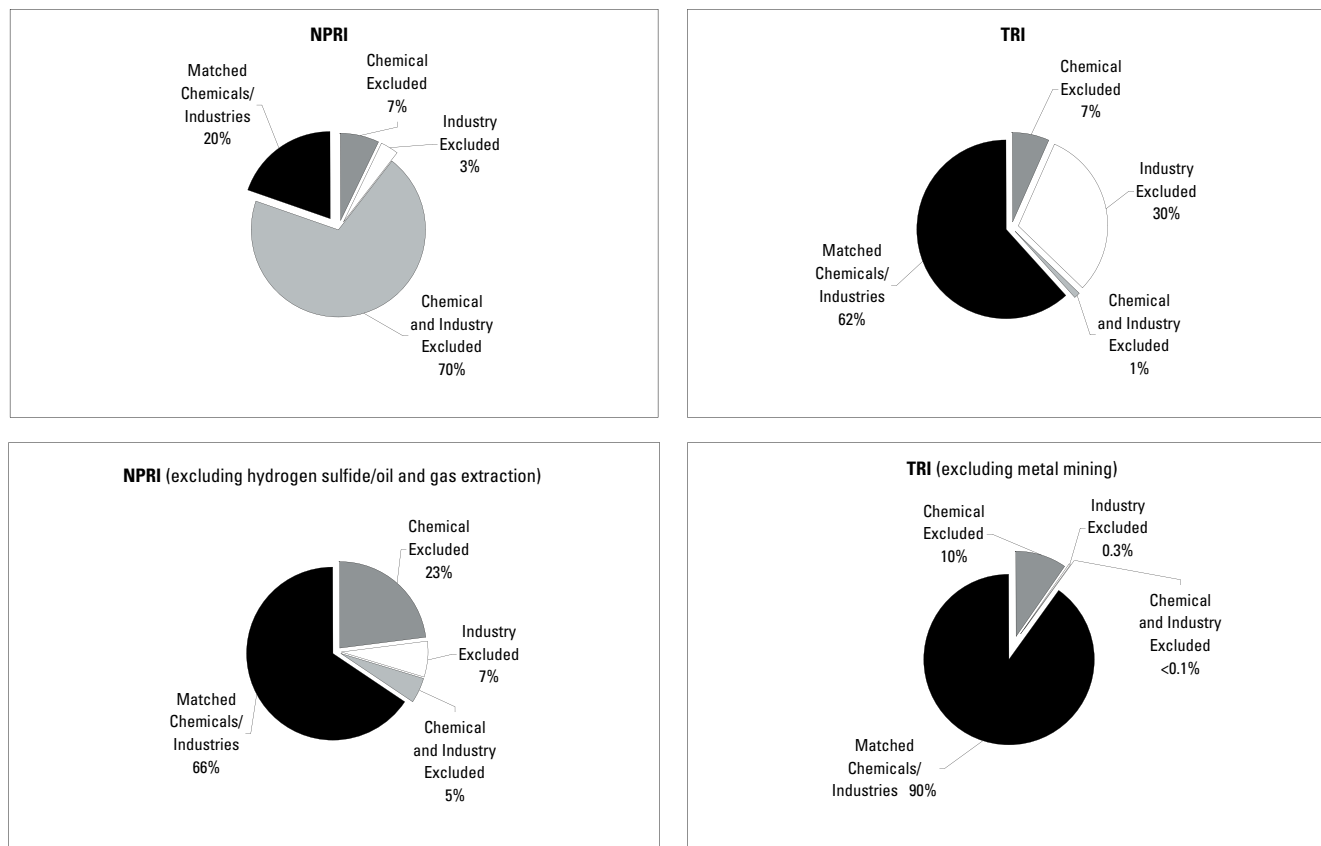 NPRI
Matched
Chemicals/
Industries
20%
Chemical
Excluded
7%
Industry
Excluded
3%
Chemical
and Industry
Excluded
70%
TRI
Chemical
Excluded
7%
Industry
Excluded
30%
Matched
Chemicals/
Industries
62%
Chemical
and Industry
Excluded
1%
NPRI (excluding hydrogen sulfide/oil and gas extraction)
Chemical
Excluded
23%
Industry
Excluded
7%
Matched
Chemicals/
Industries
66%
Chemical
and Industry
Excluded
5%
TRI (excluding metal mining)
Chemical
Excluded
10%
Industry
Excluded
0.3%
Chemical
and Industry
Excluded
<0.1%
Matched
Chemicals/
Industries 90%